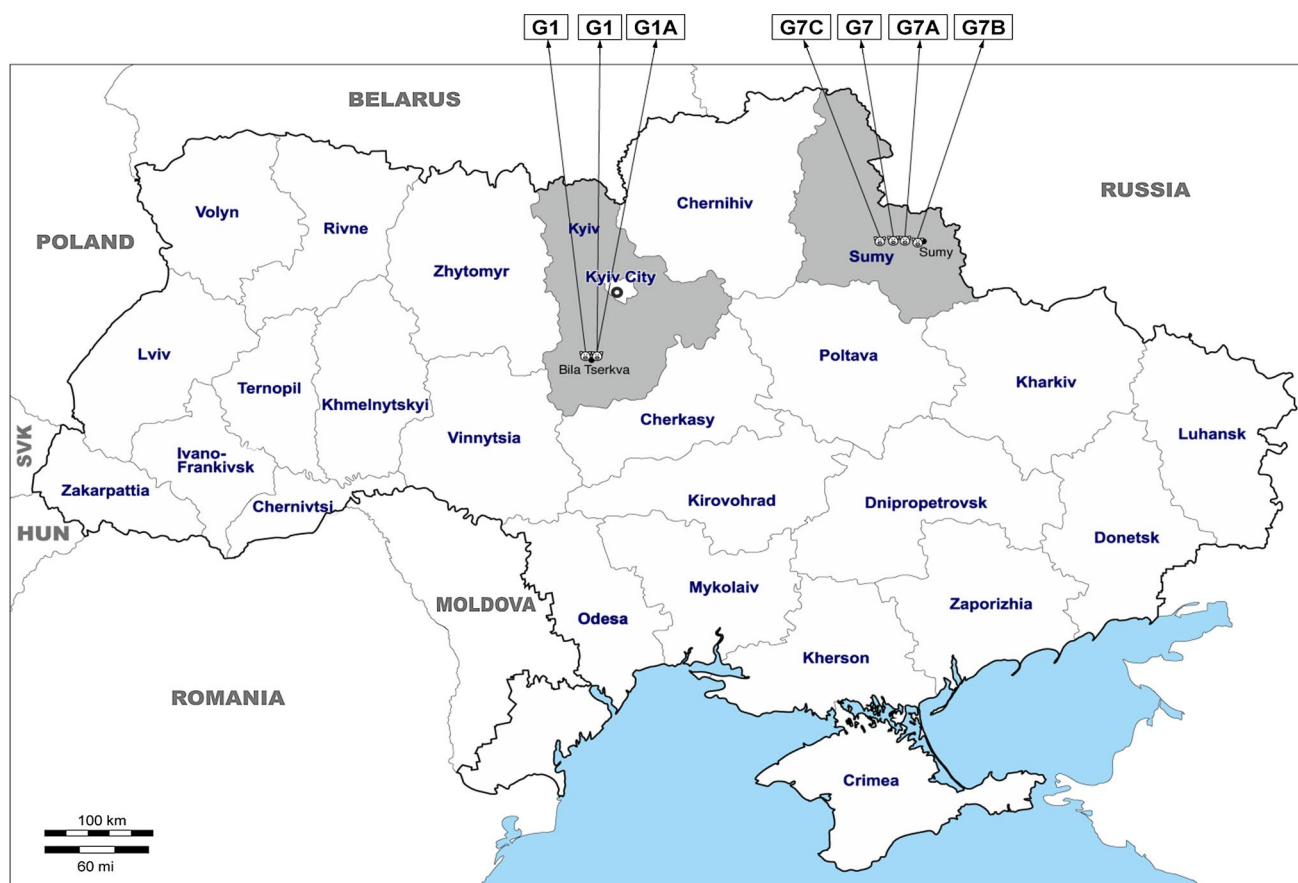 G1
G1
G1A
G7C
G7
G7A
G7B
BELARUS
RUSSIA
POLAND
Volyn
Rivne
Zhytomyr
Kyiv
Kyiv City
Chernihiv
Sumy
Sumy
Lviv
Ternopil
Khmelnytskyi
Bila Tserkva
Poltava
Kharkiv
Luhansk
Cherkasy
Vinnytsia
SVK
Ivano-
Frankivsk
Zakarpattia
Chernivtsi
HUN
Kirovohrad
Dnipropetrovsk
Donetsk
MOLDOVA
Odesa
Mykolaiv
Zaporizhia
Kherson
ROMANIA
Crimea
100 km
60 mi